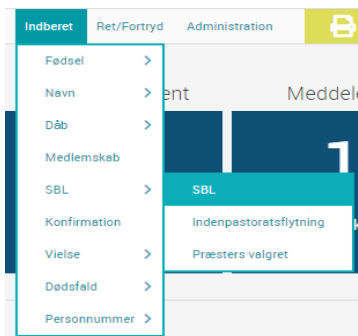 Indberet Ret/Fortryd Administration
Fødsel
Navn
Dåb
Medlemskab
SBL
SBL
Konfirmation
Indenpastoratsflytning
Vielse
Præsters valgret
Dødsfald
Personnummer
ent
Meddele
1
k